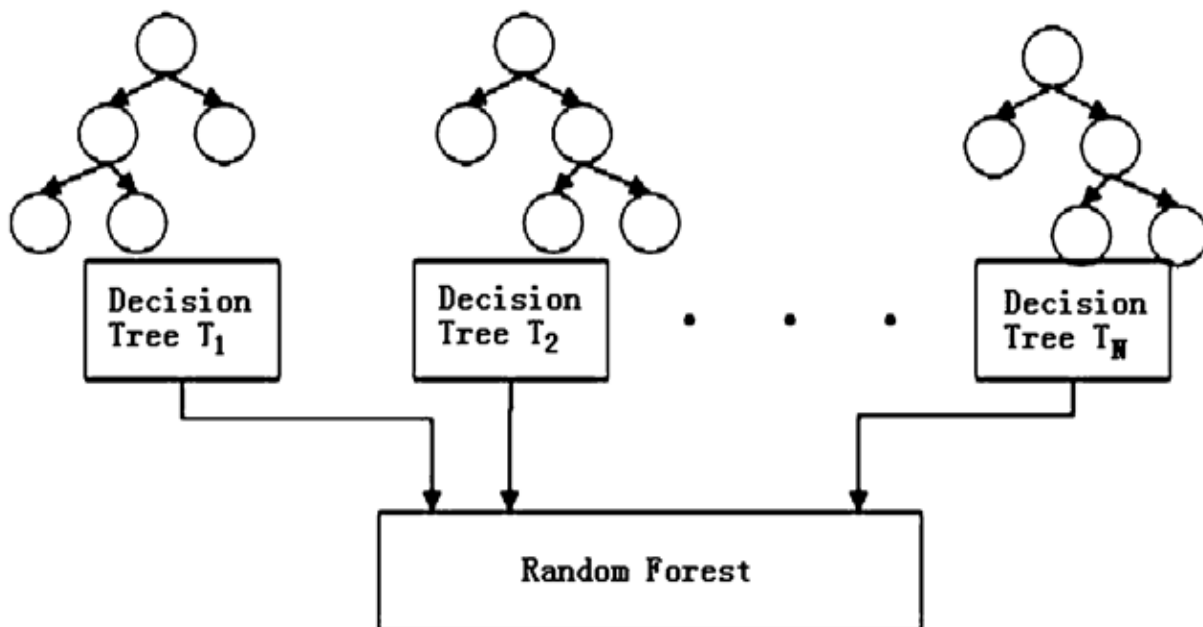 Decision
Tree T1
Decision
Tree T2
. . .
Decision
Tree TN
Random Forest